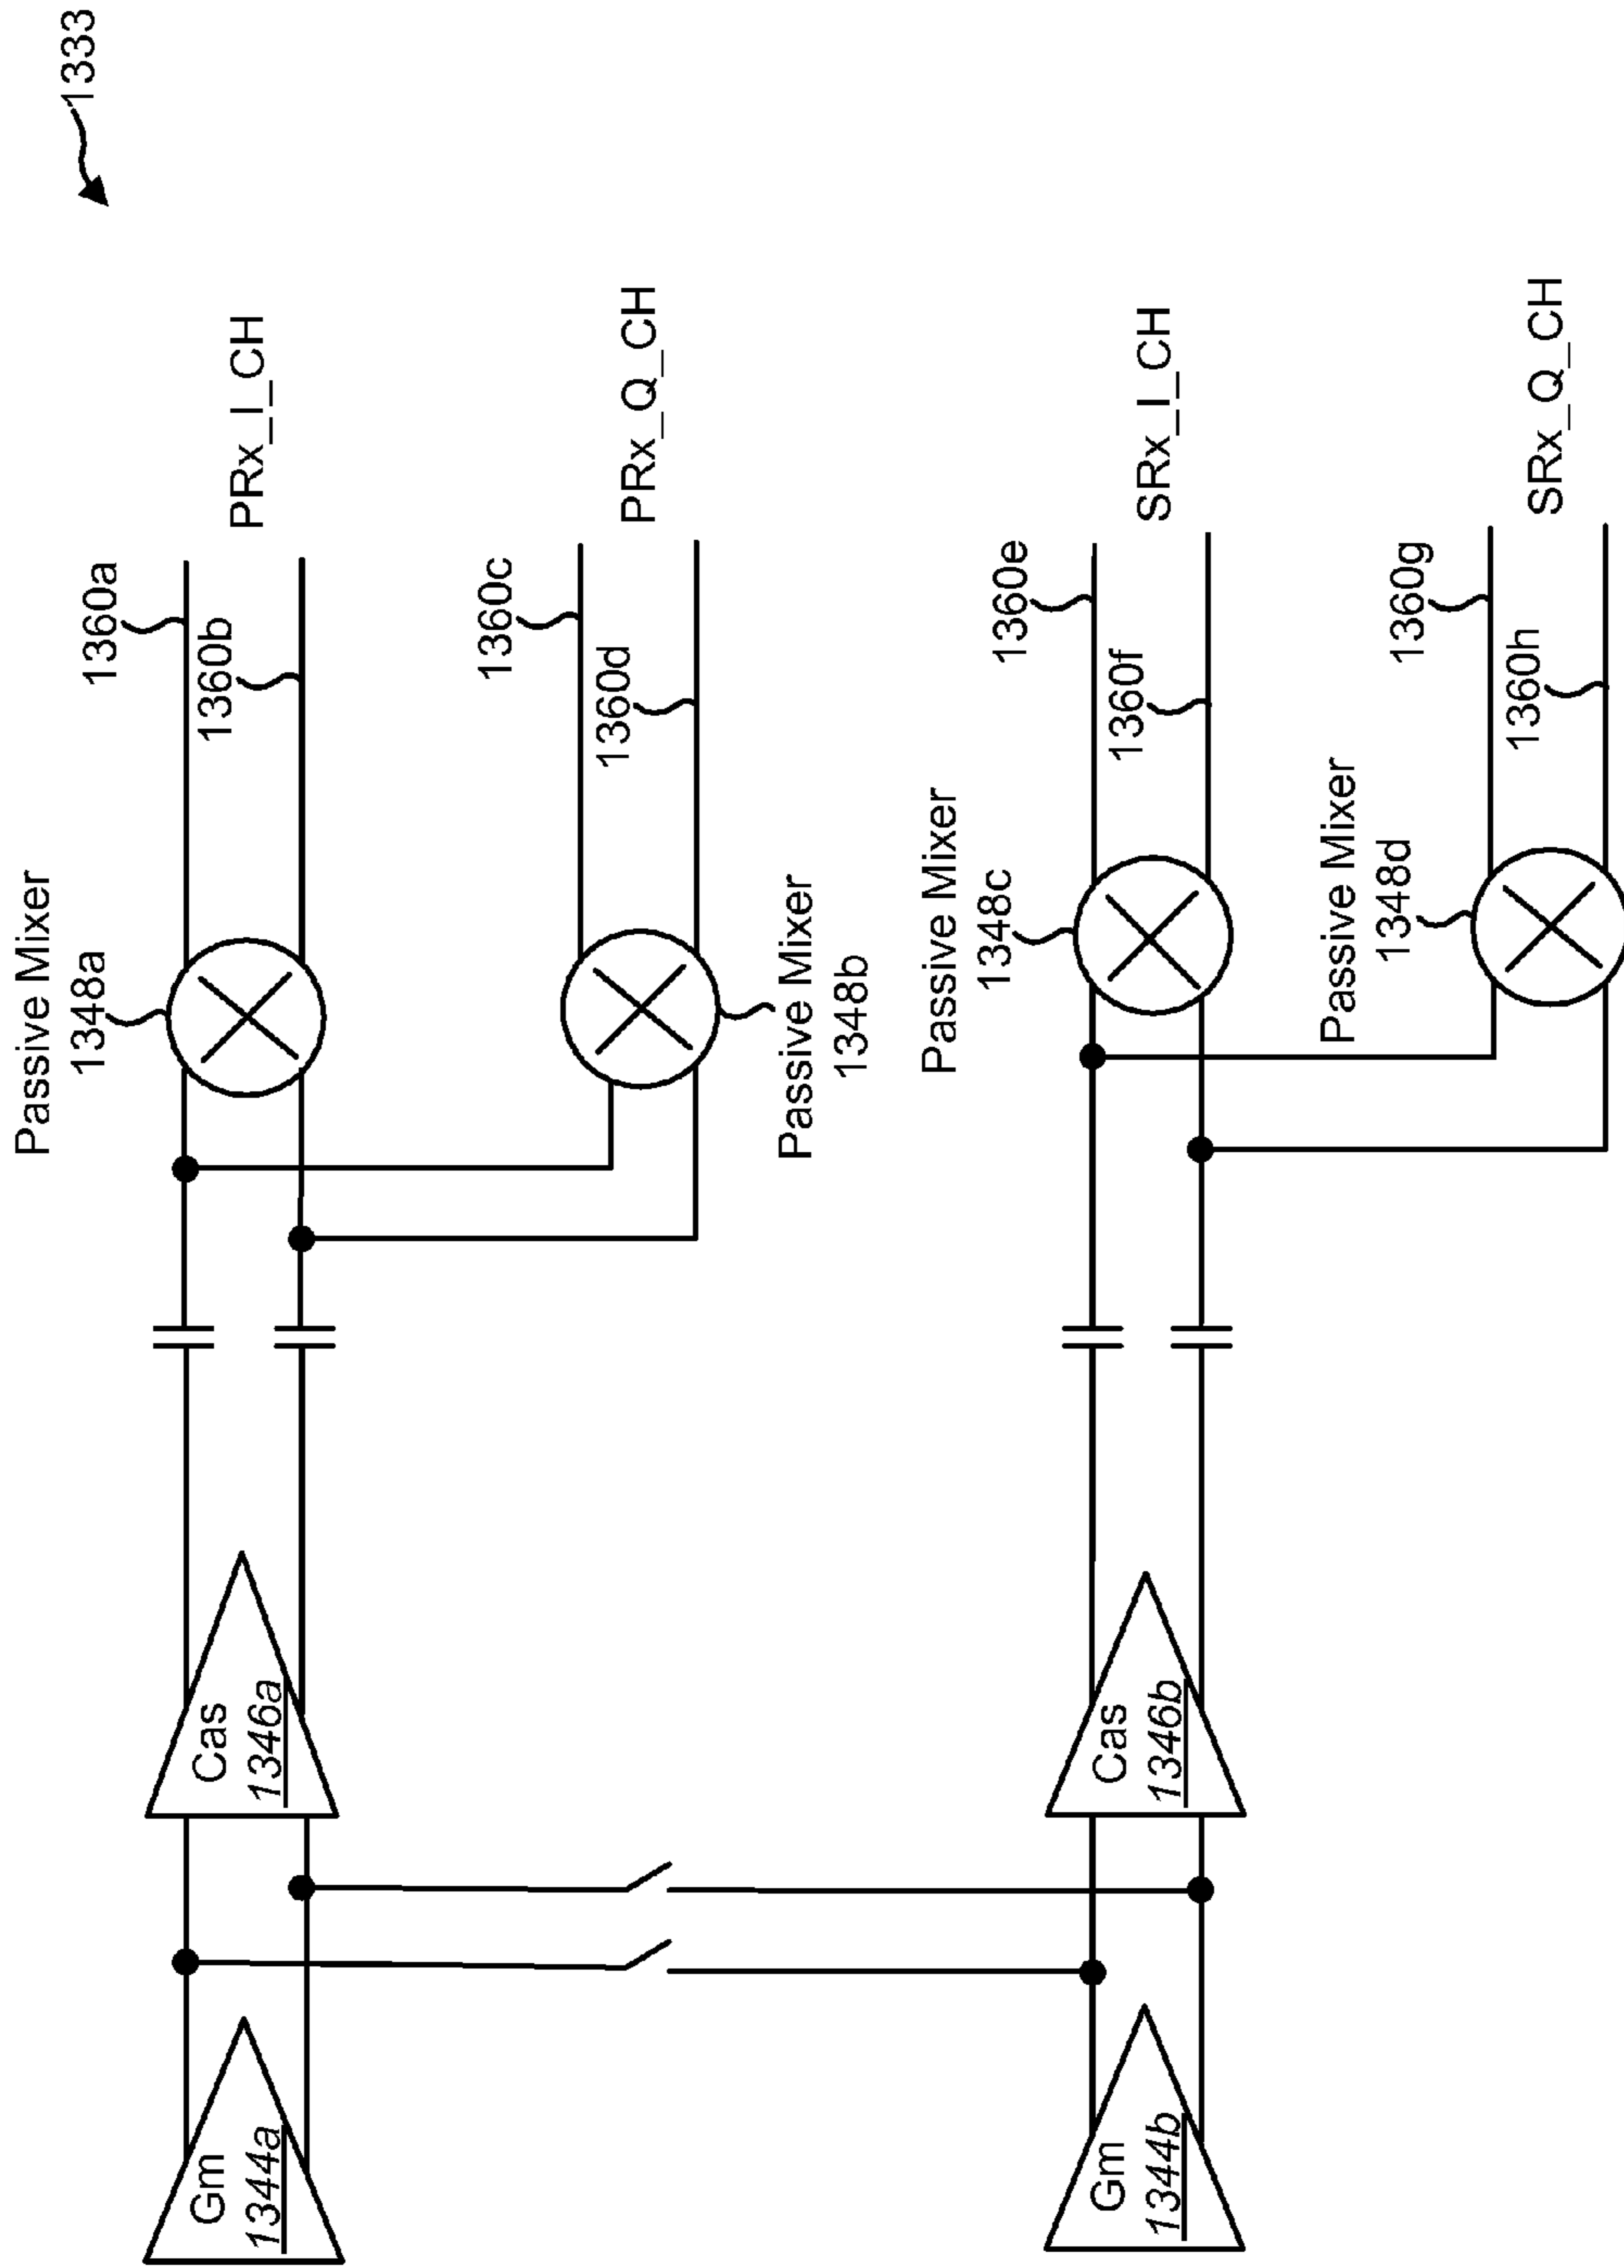 1333
Passive Mixer
1348a
1360a
1360b
PRx_I_CH
1360c
1360d
PRx_Q_CH
Passive Mixer
1348b
Gm
1344a
Cas
1346a
Passive Mixer
1348c
1360e
1360f
SRx_I_CH
Passive Mixer
1348d
1360g
1360h
SRx_Q_CH
Gm
1344b
Cas
1346b